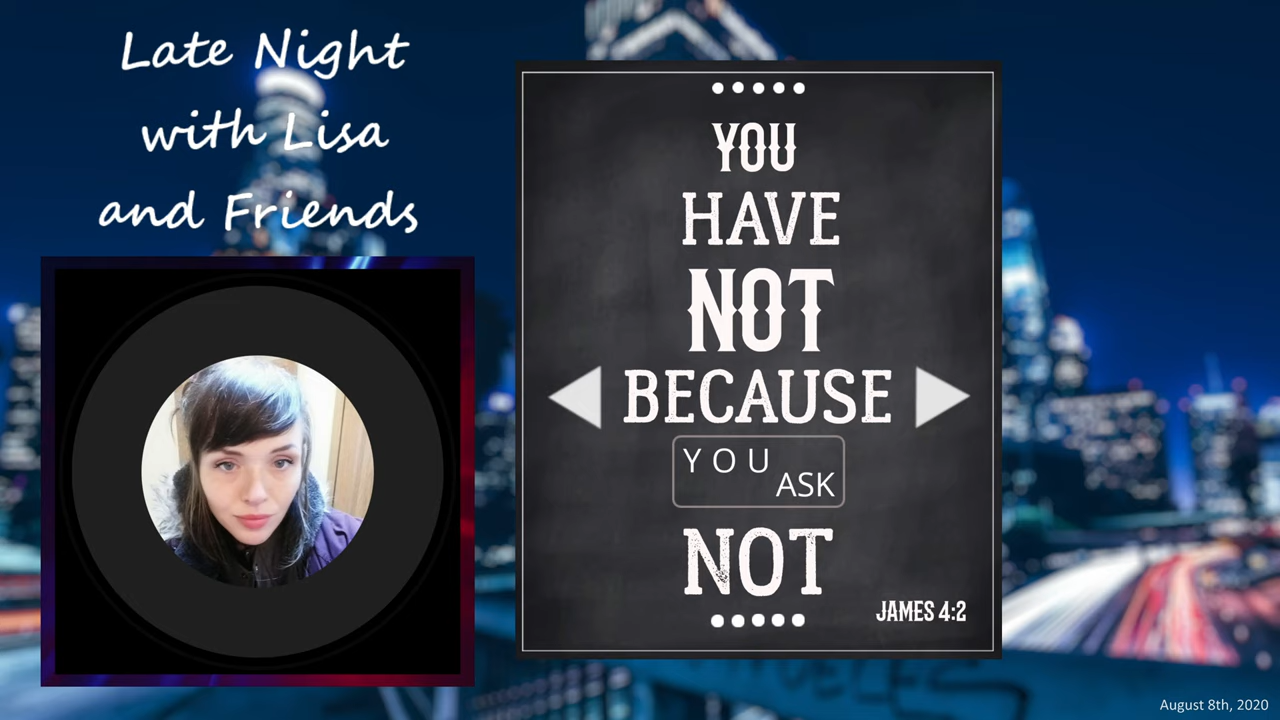 Late Night
with Lisa
and Friends
YOU
HAVE
NOT
BECAUSE
YOU
ASK
NOT
JAMES 4:2
August 8th, 2020